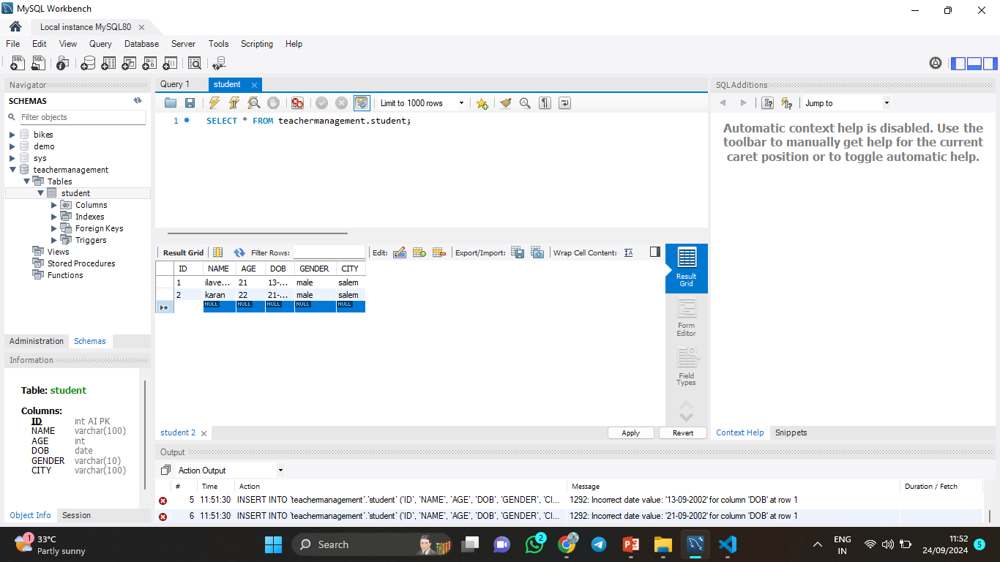 MySQL Workbench
Local instance MySQL80
File Edit View Query Database Server Tools Scripting Help
Navigator
SCHEMAS
Filter objects
bikes
demo
sys
teachermanagement
Tables
student
Columns
Indexes
Foreign Keys
Triggers
Views
Stored Procedures
Functions
Administration Schemas
Information
Table: student
Columns:
ID int AI PK
NAME varchar(100)
AGE int
DOB date
GENDER varchar(10)
CITY varchar(100)
Object Info Session
Query 1 student
Limit to 1000 rows
1 SELECT * FROM teachermanagement.student;
Result Grid Filter Rows: Edit: Export/Import: Wrap Cell Content:
ID NAME AGE DOB GENDER CITY
1 ilave... 21 13-... male salem
2 karan 22 21-... male salem
NULL NULL NULL NULL NULL
Result
Grid
Form
Editor
Field
Types
student 2 Apply Revert
SQLAdditions
Jump to
Automatic context help is disabled. Use the
toolbar to manually get help for the current
caret position or to toggle automatic help.
Context Help Snippets
Output
Action Output
# Time Action Message Duration / Fetch
5 11:51:30 INSERT INTO `teachermanagement`.`student` (`ID`, `NAME`, `AGE`, `DOB`, `GENDER`, `CI... 1292: Incorrect date value: '13-09-2002' for column 'DOB' at row 1
6 11:51:30 INSERT INTO `teachermanagement`.`student` (`ID`, `NAME`, `AGE`, `DOB`, `GENDER`, `CI... 1292: Incorrect date value: '21-09-2002' for column 'DOB' at row 1
1
33°C
Partly sunny
Search
2
ENG
IN
11:52
24/09/2024
5